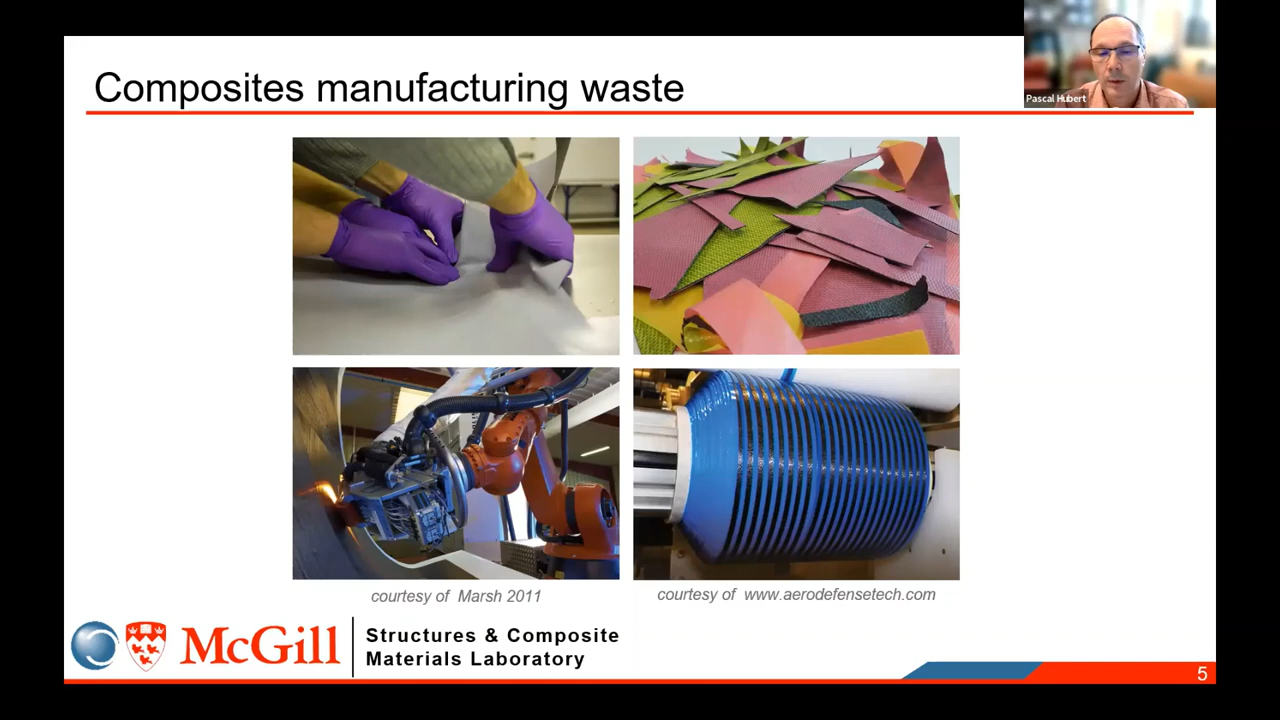 Composites manufacturing waste
Pascal Hubert
courtesy of Marsh 2011
courtesy of www.aerodefensetech.com
McGill
Structures & Composite
Materials Laboratory
5